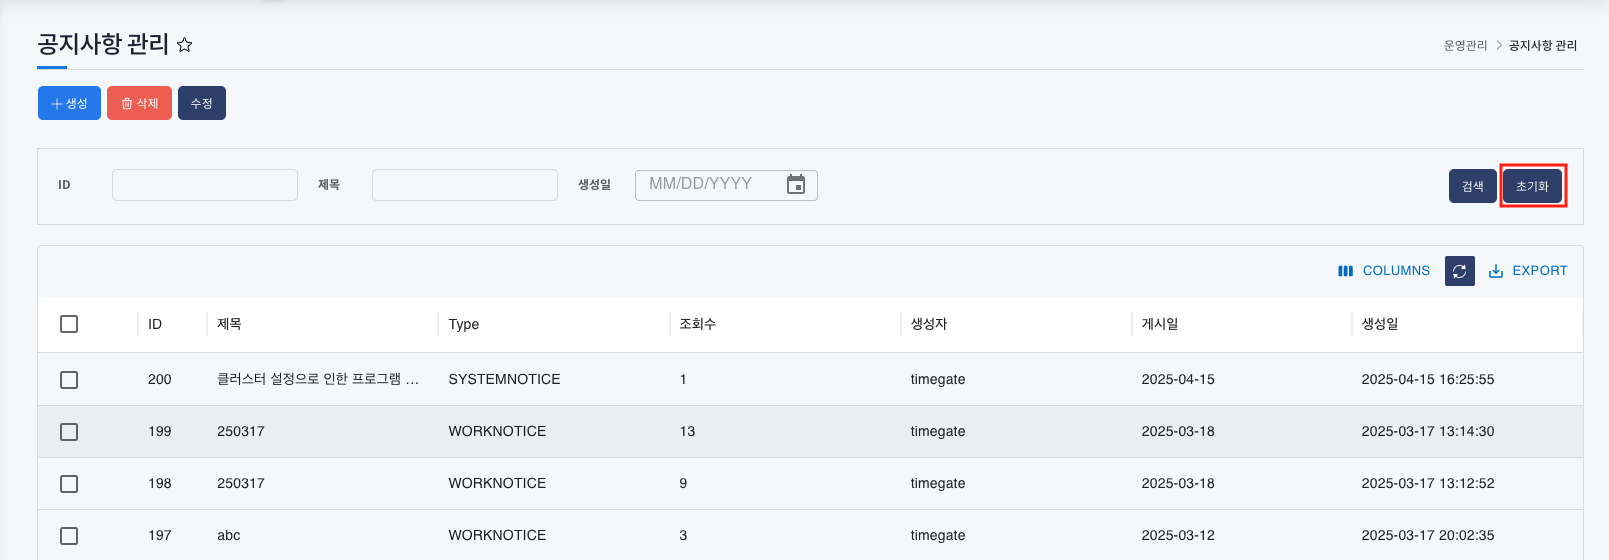 공지사항 관리
운영관리 > 공지사항 관리
생성 삭제 수정
ID 제목 생성일 MM/DD/YYYY 검색 초기화
COLUMNS EXPORT
ID 제목 Type 조회수 생성자 게시일 생성일
200 클러스터 설정으로 인한 프로그램 ... SYSTEMNOTICE 1 timegate 2025-04-15 2025-04-15 16:25:55
199 250317 WORKNOTICE 13 timegate 2025-03-18 2025-03-17 13:14:30
198 250317 WORKNOTICE 9 timegate 2025-03-18 2025-03-17 13:12:52
197 abc WORKNOTICE 3 timegate 2025-03-12 2025-03-17 20:02:35